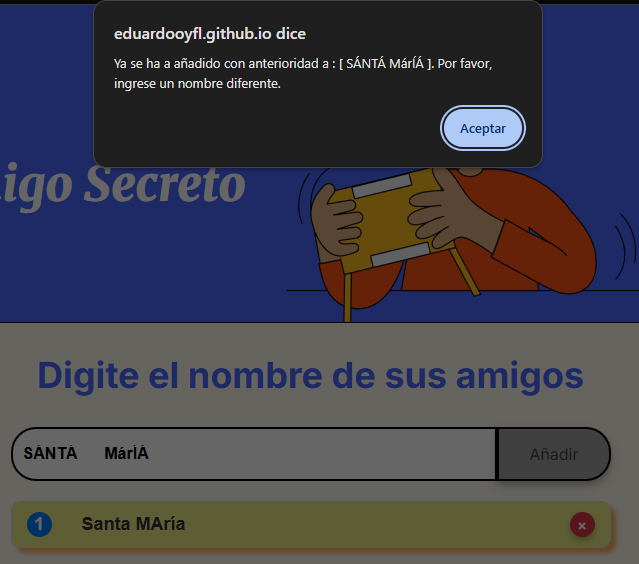 eduardooyfl.github.io dice
Ya se ha a añadido con anterioridad a : [ SÁNTÁ MárÍÁ ]. Por favor,
ingrese un nombre diferente.
Aceptar
igo Secreto
Digite el nombre de sus amigos
SÁNTÁ      MárÍÁ
Añadir
1 Santa MAría ×